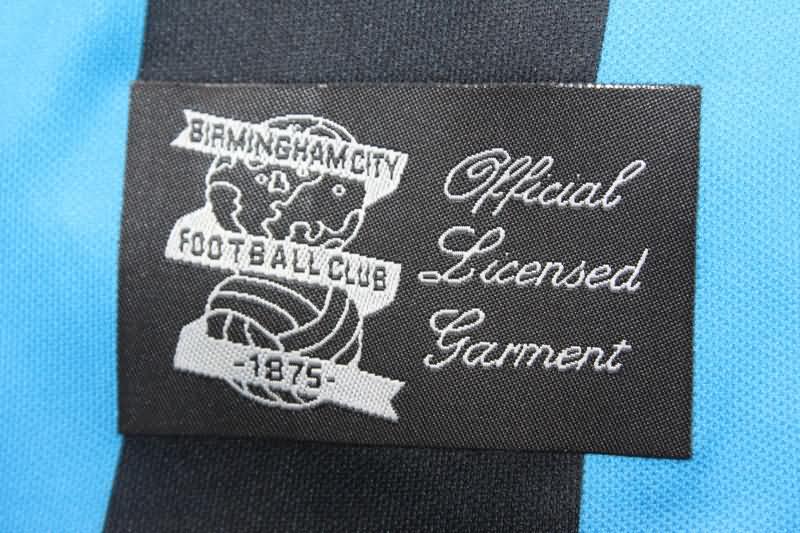 BIRMINGHAM CITY
FOOTBALL CLUB
-1875-
Official
Licensed
Garment